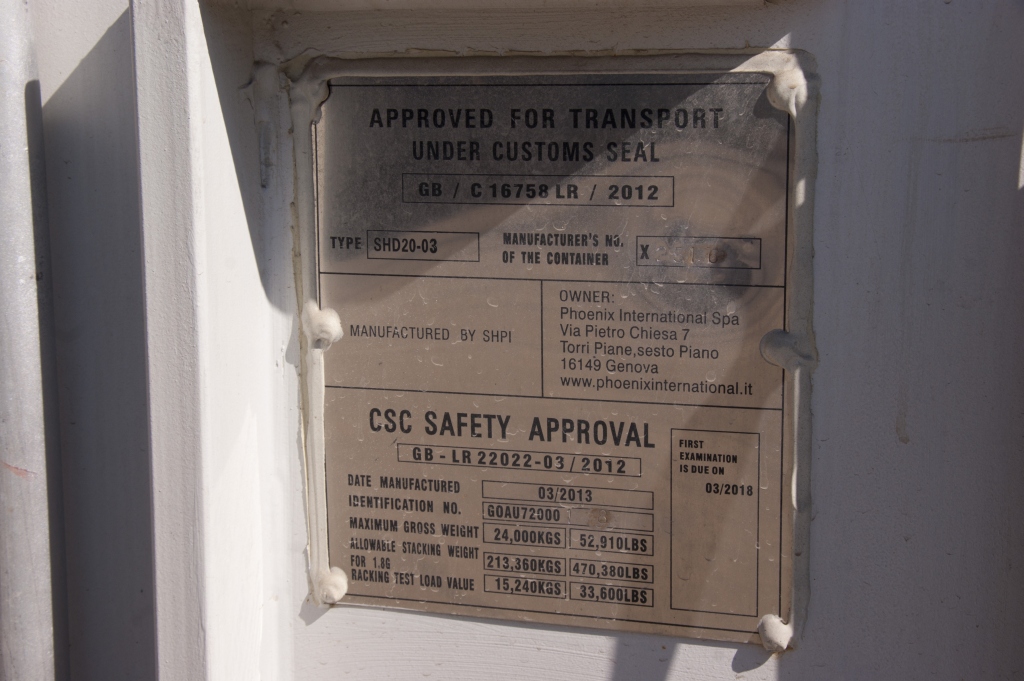 APPROVED FOR TRANSPORT
UNDER CUSTOMS SEAL
GB / C 16758 LR / 2012
TYPE SHD20-03
MANUFACTURER'S NO.
OF THE CONTAINER
X
MANUFACTURED BY SHPI
OWNER:
Phoenix International Spa
Via Pietro Chiesa 7
Torri Piane,sesto Piano
16149 Genova
www.phoenixinternational.it
CSC SAFETY APPROVAL
GB - LR 22022-03 / 2012
DATE MANUFACTURED 03/2013
IDENTIFICATION NO. GOAU72000
MAXIMUM GROSS WEIGHT 24,000KGS 52,910LBS
ALLOWABLE STACKING WEIGHT
FOR 1.8G 213,360KGS 470,380LBS
RACKING TEST LOAD VALUE 15,240KGS 33,600LBS
FIRST
EXAMINATION
IS DUE ON
03/2018